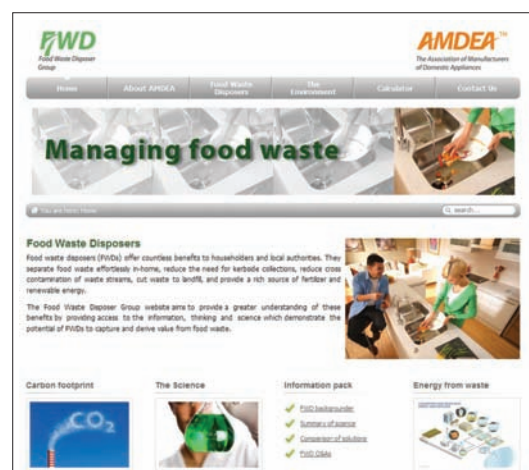 FWD
Food Waste Disposer
Group
AMDEA™
The Association of Manufacturers
of Domestic Appliances
Home
About AMDEA
Food Waste
Disposers
The
Environment
Calculator
Contact Us
Managing food waste
You are here: Home
search...
Food Waste Disposers
Food waste disposers (FWDs) offer countless benefits to householders and local authorities. They
separate food waste effortlessly in-home, reduce the need for kerbside collections, reduce cross
contamination of waste streams, cut waste to landfill, and provide a rich source of fertilizer and
renewable energy.
The Food Waste Disposer Group website aims to provide a greater understanding of these
benefits by providing access to the information, thinking and science which demonstrate the
potential of FWDs to capture and derive value from food waste.
Carbon footprint
The Science
Information pack
Energy from waste
CO2
FWD backgrounder
Summary of science
Comparison of solutions
FWD Q&As